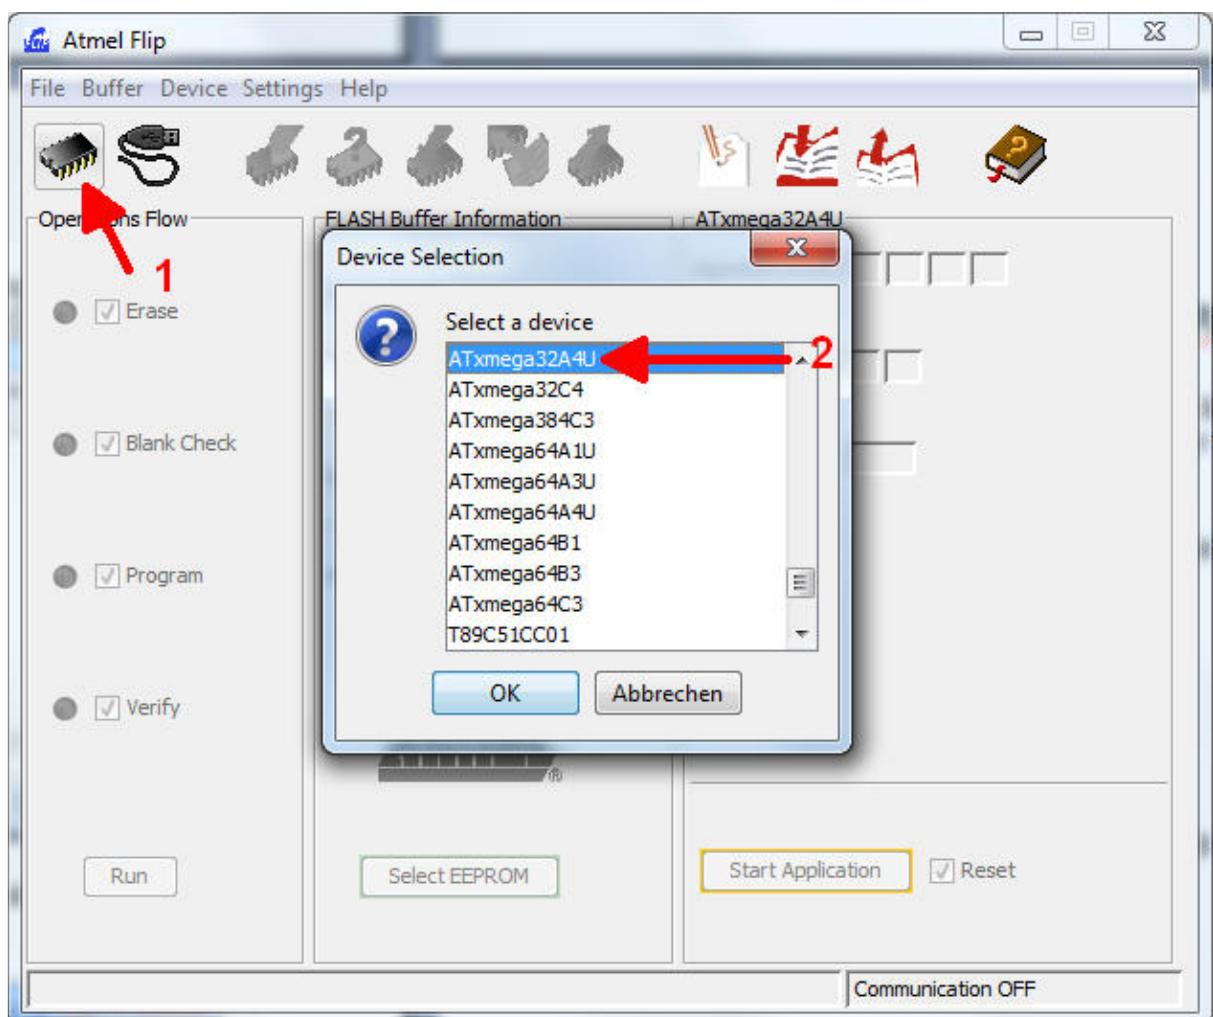 Atmel Flip
File Buffer Device Settings Help
1
Operations Flow
FLASH Buffer Information
ATxmega32A4U
Device Selection
Erase
Select a device
ATxmega32A4U
2
ATxmega32C4
ATxmega384C3
Blank Check
ATxmega64A1U
ATxmega64A3U
ATxmega64A4U
ATxmega64B1
Program
ATxmega64B3
ATxmega64C3
T89C51CC01
OK Abbrechen
Verify
®
Run
Select EEPROM
Start Application
Reset
Communication OFF